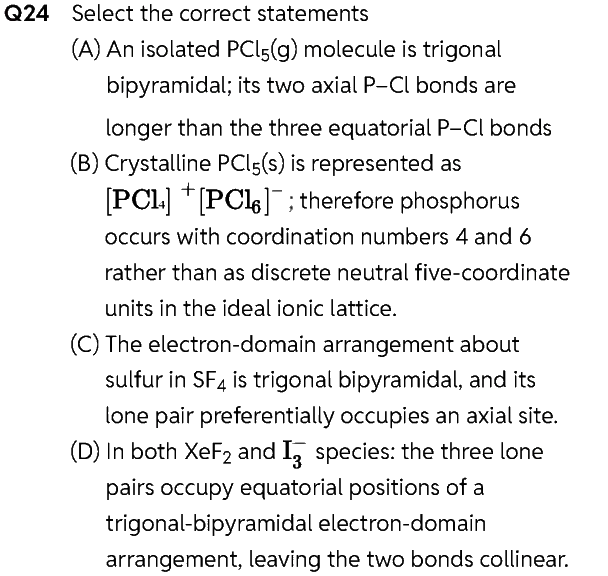 Q24 Select the correct statements
(A) An isolated PCl₅(g) molecule is trigonal
bipyramidal; its two axial P–Cl bonds are
longer than the three equatorial P–Cl bonds
(B) Crystalline PCl₅(s) is represented as
[PCl₄]⁺[PCl₆]⁻; therefore phosphorus
occurs with coordination numbers 4 and 6
rather than as discrete neutral five-coordinate
units in the ideal ionic lattice.
(C) The electron-domain arrangement about
sulfur in SF₄ is trigonal bipyramidal, and its
lone pair preferentially occupies an axial site.
(D) In both XeF₂ and I₃⁻ species: the three lone
pairs occupy equatorial positions of a
trigonal-bipyramidal electron-domain
arrangement, leaving the two bonds collinear.